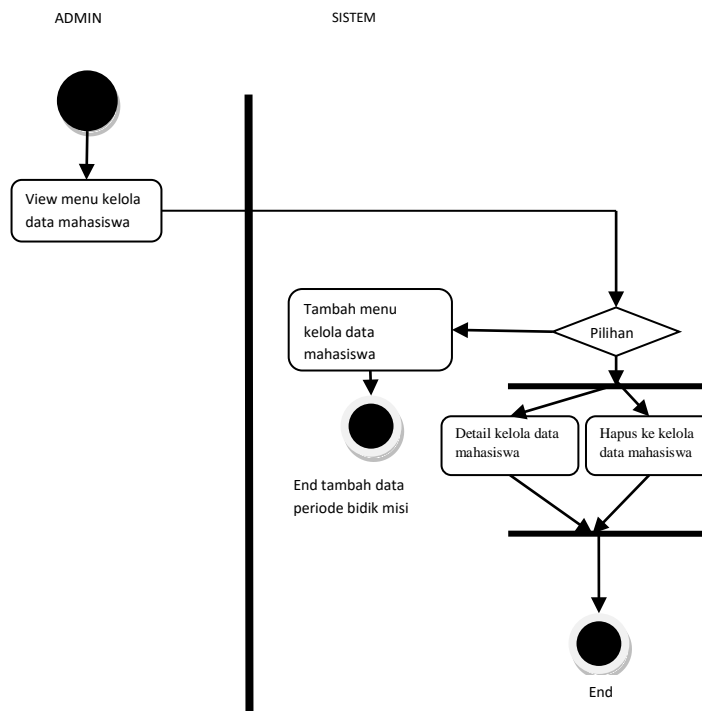 ADMIN
SISTEM
View menu kelola
data mahasiswa
Tambah menu
kelola data
mahasiswa
Pilihan
Detail kelola data
mahasiswa
Hapus ke kelola
data mahasiswa
End tambah data
periode bidik misi
End